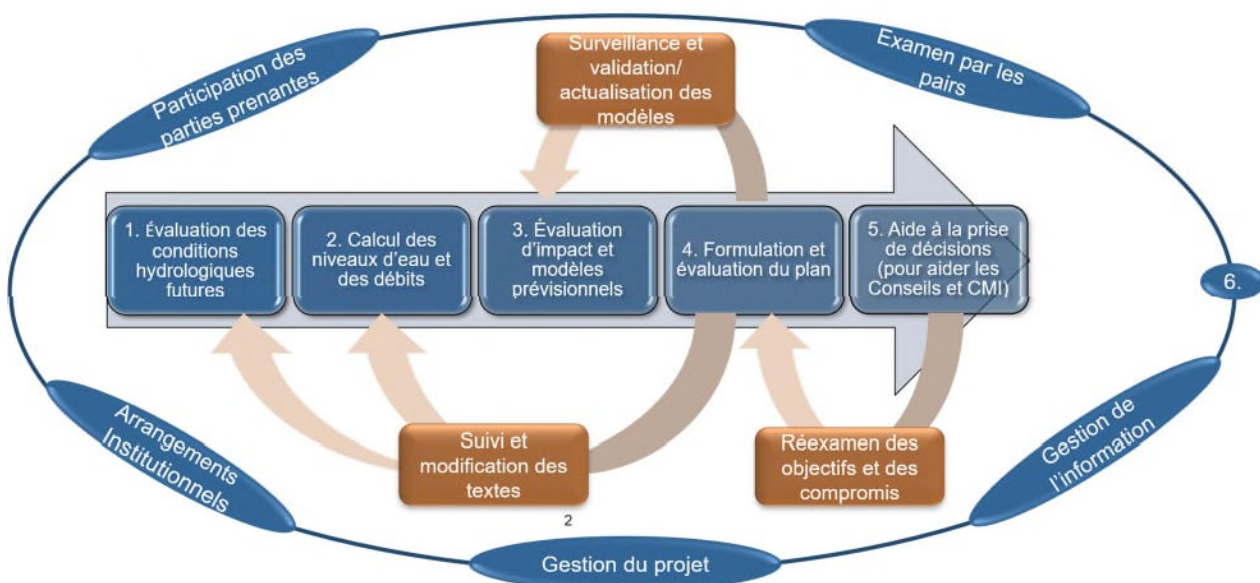 Participation des
parties prenantes
Surveillance et
validation/
actualisation des
modèles
Examen par les
pairs
1. Évaluation des
conditions
hydrologiques
futures
2. Calcul des
niveaux d'eau et
des débits
3. Évaluation
d'impact et
modèles
prévisionnels
4. Formulation et
évaluation du plan
5. Aide à la prise
de décisions
(pour aider les
Conseils et CMI)
6.
Arrangements
Institutionnels
Suivi et
modification des
textes
Réexamen des
objectifs et des
compromis
Gestion de
l'information
2
Gestion du projet